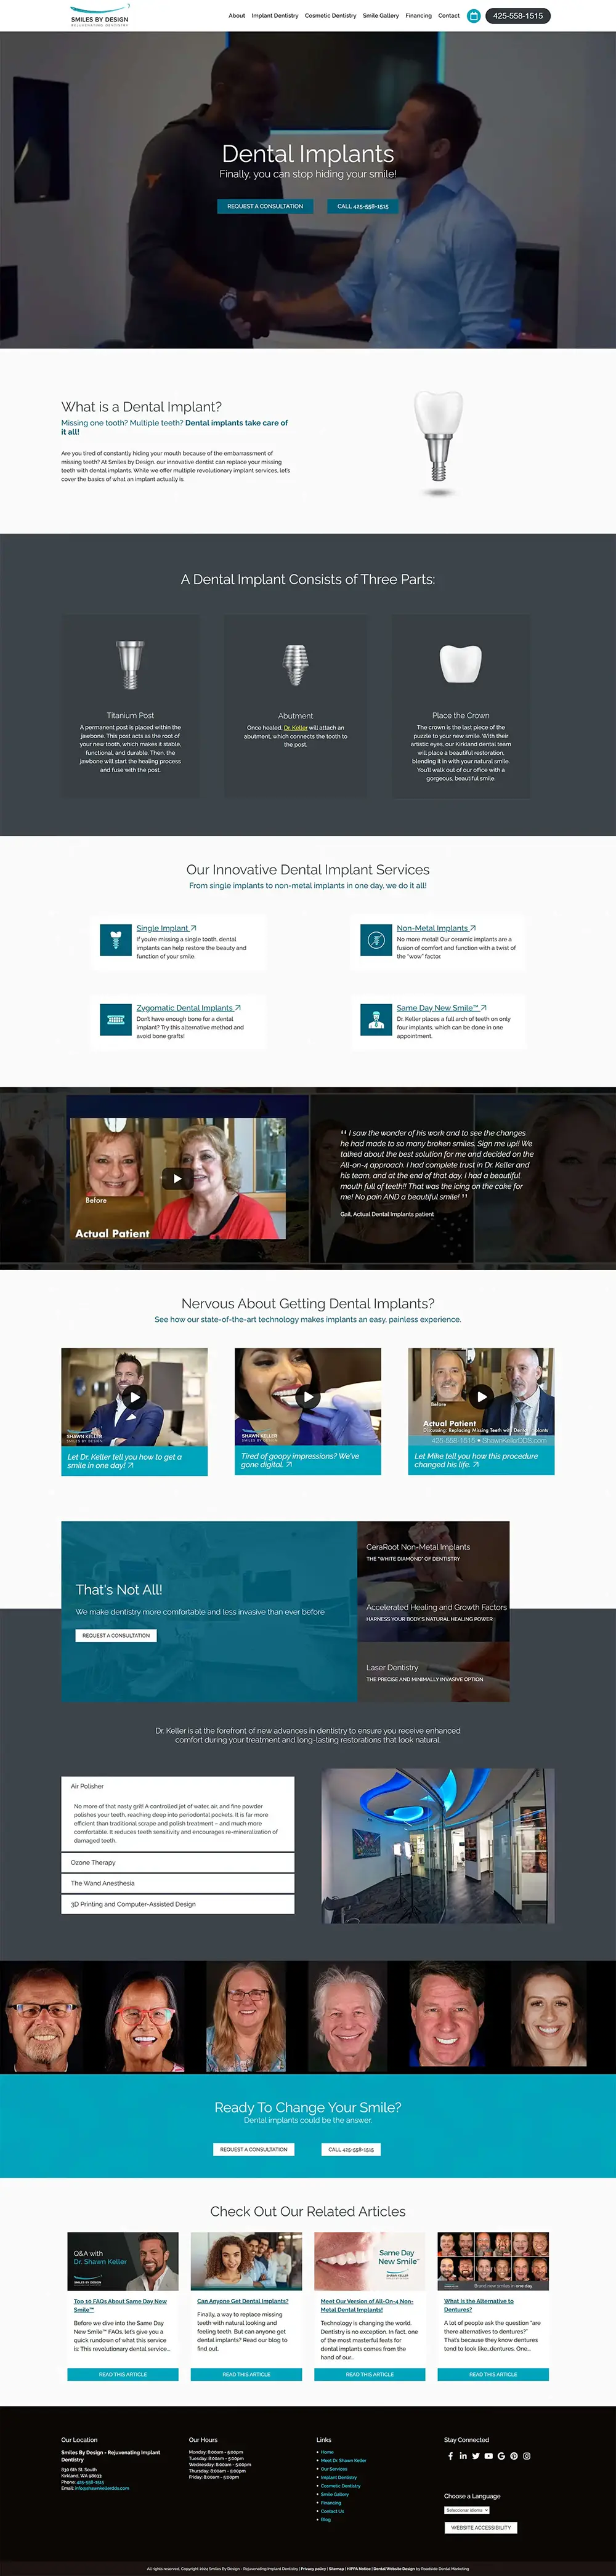 SMILES BY DESIGN
REJUVENATING DENTISTRY
About Implant Dentistry Cosmetic Dentistry Smile Gallery Financing Contact 425-558-1515
Dental Implants
Finally, you can stop hiding your smile!
REQUEST A CONSULTATION CALL 425-558-1515
What is a Dental Implant?
Missing one tooth? Multiple teeth? Dental implants take care of
it all!
Are you tired of constantly hiding your mouth because of the embarrassment of
missing teeth? At Smiles by Design, our innovative dentist can replace your missing
teeth with dental implants. While we offer multiple revolutionary implant services, let's
cover the basics of what an implant actually is.
A Dental Implant Consists of Three Parts:
Titanium Post
A permanent post is placed within the
jawbone. This post acts as the root of
your new tooth, which makes it stable,
functional, and durable. Then, the
jawbone will start the healing process
and fuse with the post.
Abutment
Once healed, Dr. Keller will attach an
abutment, which connects the tooth to
the post.
Place the Crown
The crown is the last piece of the
puzzle to your new smile. With their
artistic eyes, our Kirkland dental team
will place a beautiful restoration,
blending it in with your natural smile.
You'll walk out of our office with a
gorgeous, beautiful smile.
Our Innovative Dental Implant Services
From single implants to non-metal implants in one day, we do it all!
Single Implant
If you're missing a single tooth, dental
implants can help restore the beauty and
function of your smile.
Non-Metal Implants
No more metal! Our ceramic implants are a
fusion of comfort and function with a twist of
the "wow" factor.
Zygomatic Dental Implants
Don't have enough bone for a dental
implant? Try this alternative method and
avoid bone grafts!
Same Day New Smile™
Dr. Keller places a full arch of teeth on only
four implants, which can be done in one
appointment.
Before
Actual Patient
"I saw the wonder of his work and to see the changes
he had made to so many broken smiles, Sign me up!! We
talked about the best solution for me and decided on the
All-on-4 approach. I had complete trust in Dr. Keller and
his team, and at the end of that day, I had a beautiful
mouth full of teeth!! That was the icing on the cake for
me! No pain AND a beautiful smile!"
Gail, Actual Dental Implants patient
Nervous About Getting Dental Implants?
See how our state-of-the-art technology makes implants an easy, painless experience.
SHAWN KELLER
SMILES BY DESIGN
Let Dr. Keller tell you how to get a
smile in one day!
SHAWN KELLER
SMILES BY DESIGN
Tired of goopy impressions? We've
gone digital.
Before
Actual Patient
Discussing: Replacing Missing Teeth with Dental Implants
425-558-1515 • ShawnKellerDDS.com
Let Mike tell you how this procedure
changed his life.
That's Not All!
We make dentistry more comfortable and less invasive than ever before
REQUEST A CONSULTATION
CeraRoot Non-Metal Implants
THE "WHITE DIAMOND" OF DENTISTRY
Accelerated Healing and Growth Factors
HARNESS YOUR BODY'S NATURAL HEALING POWER
Laser Dentistry
THE PRECISE AND MINIMALLY INVASIVE OPTION
Dr. Keller is at the forefront of new advances in dentistry to ensure you receive enhanced
comfort during your treatment and long-lasting restorations that look natural.
Air Polisher
No more of that nasty grit! A controlled jet of water, air, and fine powder
polishes your teeth, reaching deep into periodontal pockets. It is far more
efficient than traditional scrape and polish treatment – and much more
comfortable. It reduces teeth sensitivity and encourages re-mineralization of
damaged teeth.
Ozone Therapy
The Wand Anesthesia
3D Printing and Computer-Assisted Design
Ready To Change Your Smile?
Dental implants could be the answer.
REQUEST A CONSULTATION CALL 425-558-1515
Check Out Our Related Articles
Q&A with
Dr. Shawn Keller
SMILES BY DESIGN
Top 10 FAQs About Same Day New
Smile™
Before we dive into the Same Day
New Smile™ FAQs, let's give you a
quick rundown of what this service
is: This revolutionary dental service...
READ THIS ARTICLE
Can Anyone Get Dental Implants?
Finally, a way to replace missing
teeth with natural looking and
feeling teeth. But can anyone get
dental implants? Read our blog to
find out.
READ THIS ARTICLE
Same Day
New Smile™
SHAWN KELLER
Meet Our Version of All-On-4 Non-
Metal Dental Implants!
Technology is changing the world.
Dentistry is no exception. In fact, one
of the most masterful feats for
dental implants comes from the
hand of our...
READ THIS ARTICLE
Brand new smiles in one day
What Is the Alternative to
Dentures?
A lot of people ask the question "are
there alternatives to dentures?"
That's because they know dentures
tend to look like...dentures. One...
READ THIS ARTICLE
Our Location
Smiles By Design - Rejuvenating Implant
Dentistry
830 6th St. South
Kirkland, WA 98033
Phone: 425-558-1515
Email: info@shawnkellerdds.com
Our Hours
Monday: 8:00am - 5:00pm
Tuesday: 8:00am - 5:00pm
Wednesday: 8:00am - 5:00pm
Thursday: 8:00am - 5:00pm
Friday: 8:00am - 5:00pm
Links
Home
Meet Dr Shawn Keller
Our Services
Implant Dentistry
Cosmetic Dentistry
Smile Gallery
Financing
Contact Us
Blog
Stay Connected
Choose a Language
Seleccionar idioma
WEBSITE ACCESSIBILITY
All rights reserved, Copyright 2024 Smiles By Design - Rejuvenating Implant Dentistry | Privacy policy | Sitemap | HIPPA Notice | Dental Website Design by Roadside Dental Marketing